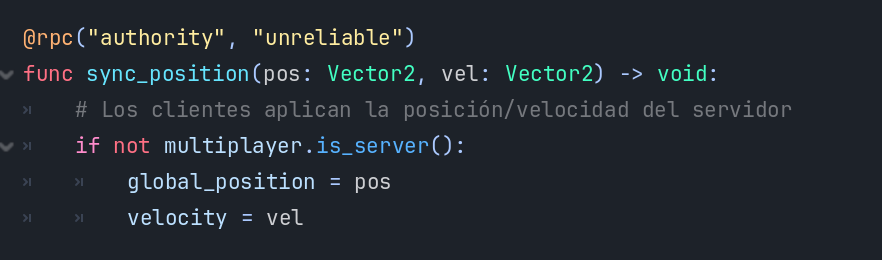 @rpc("authority", "unreliable")
func sync_position(pos: Vector2, vel: Vector2) -> void:
# Los clientes aplican la posición/velocidad del servidor
if not multiplayer.is_server():
global_position = pos
velocity = vel